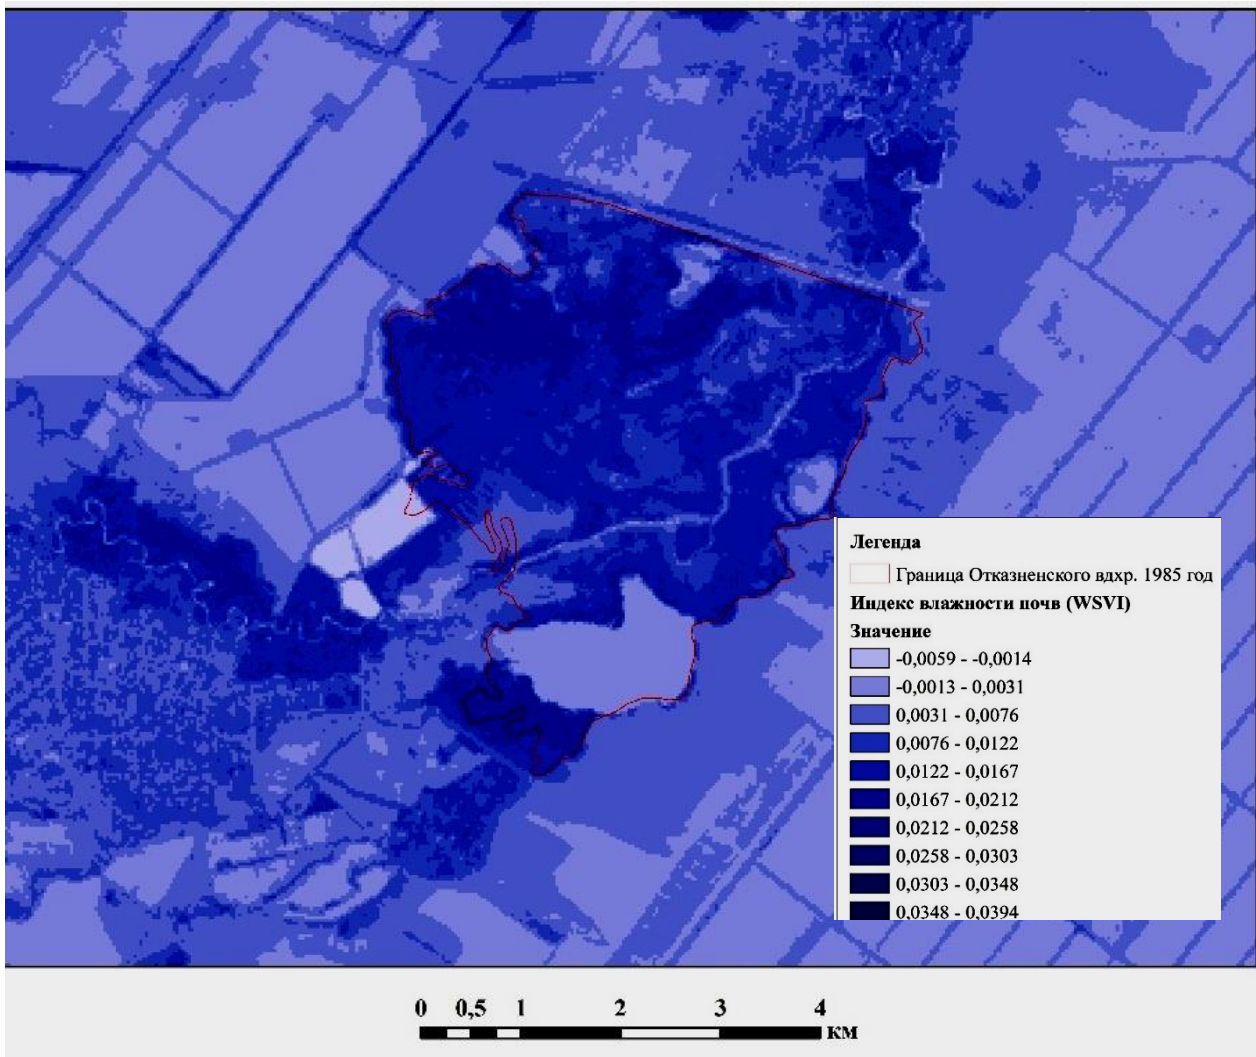 Легенда
Граница Отказненского вдхр. 1985 год
Индекс влажности почв (WSVI)
Значение
-0,0059 - -0,0014
-0,0013 - 0,0031
0,0031 - 0,0076
0,0076 - 0,0122
0,0122 - 0,0167
0,0167 - 0,0212
0,0212 - 0,0258
0,0258 - 0,0303
0,0303 - 0,0348
0,0348 - 0,0394
0 0,5 1 2 3 4
км